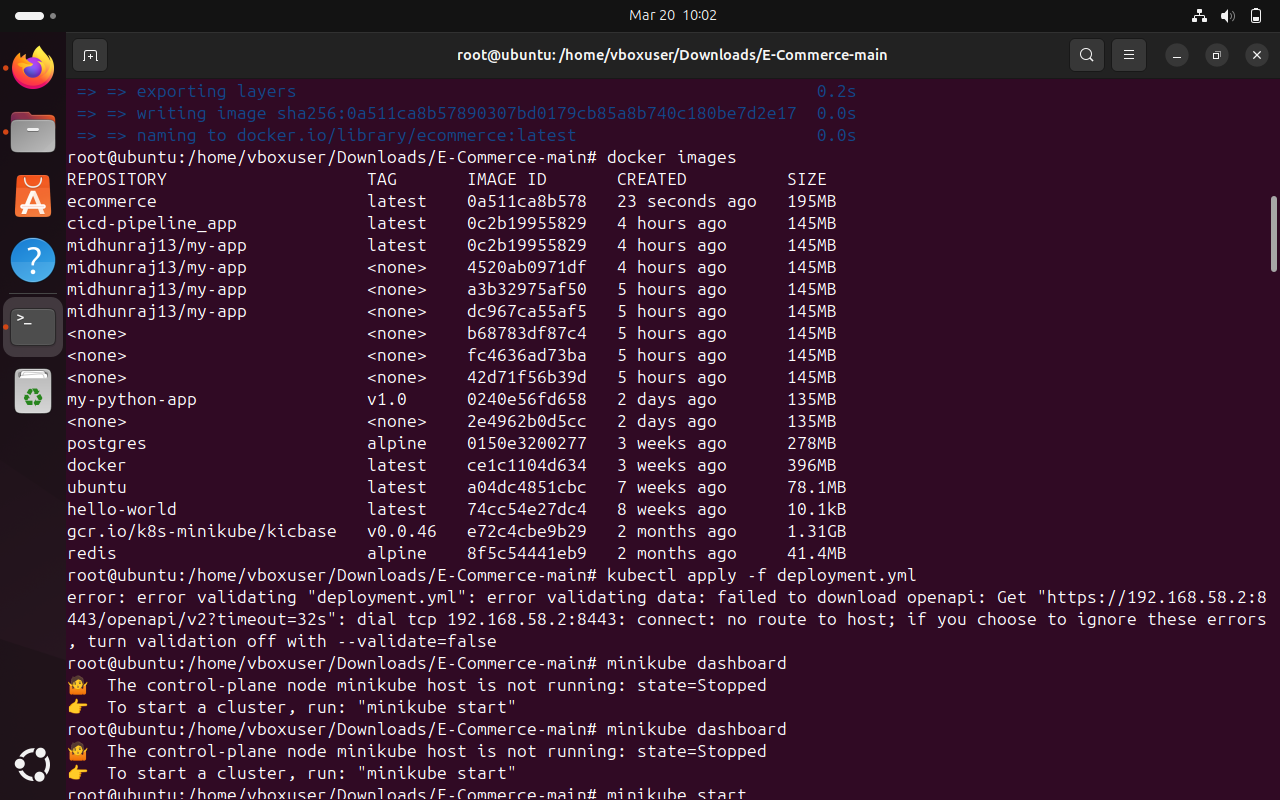 Mar 20 10:02
root@ubuntu: /home/vboxuser/Downloads/E-Commerce-main
=> => exporting layers 0.2s
=> => writing image sha256:0a511ca8b57890307bd0179cb85a8b740c180be7d2e17 0.0s
=> => naming to docker.io/library/ecommerce:latest 0.0s
root@ubuntu:/home/vboxuser/Downloads/E-Commerce-main# docker images
REPOSITORY TAG IMAGE ID CREATED SIZE
ecommerce latest 0a511ca8b578 23 seconds ago 195MB
cicd-pipeline_app latest 0c2b19955829 4 hours ago 145MB
midhunraj13/my-app latest 0c2b19955829 4 hours ago 145MB
midhunraj13/my-app <none> 4520ab0971df 4 hours ago 145MB
midhunraj13/my-app <none> a3b32975af50 5 hours ago 145MB
midhunraj13/my-app <none> dc967ca55af5 5 hours ago 145MB
<none> <none> b68783df87c4 5 hours ago 145MB
<none> <none> fc4636ad73ba 5 hours ago 145MB
<none> <none> 42d71f56b39d 5 hours ago 145MB
my-python-app v1.0 0240e56fd658 2 days ago 135MB
<none> <none> 2e4962b0d5cc 2 days ago 135MB
postgres alpine 0150e3200277 3 weeks ago 278MB
docker latest ce1c1104d634 3 weeks ago 396MB
ubuntu latest a04dc4851cbc 7 weeks ago 78.1MB
hello-world latest 74cc54e27dc4 8 weeks ago 10.1kB
gcr.io/k8s-minikube/kicbase v0.0.46 e72c4cbe9b29 2 months ago 1.31GB
redis alpine 8f5c54441eb9 2 months ago 41.4MB
root@ubuntu:/home/vboxuser/Downloads/E-Commerce-main# kubectl apply -f deployment.yml
error: error validating "deployment.yml": error validating data: failed to download openapi: Get "https://192.168.58.2:8
443/openapi/v2?timeout=32s": dial tcp 192.168.58.2:8443: connect: no route to host; if you choose to ignore these errors
, turn validation off with --validate=false
root@ubuntu:/home/vboxuser/Downloads/E-Commerce-main# minikube dashboard
🤷 The control-plane node minikube host is not running: state=Stopped
👉 To start a cluster, run: "minikube start"
root@ubuntu:/home/vboxuser/Downloads/E-Commerce-main# minikube dashboard
🤷 The control-plane node minikube host is not running: state=Stopped
👉 To start a cluster, run: "minikube start"
root@ubuntu:/home/vboxuser/Downloads/E-Commerce-main# minikube start